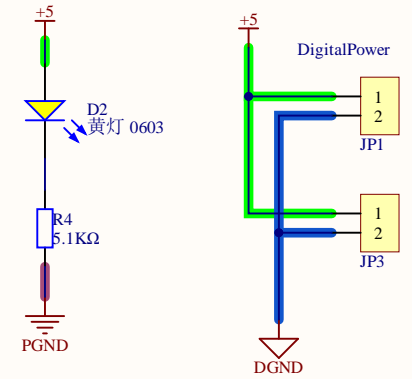 +5
D2
黄灯 0603
R4
5.1KΩ
PGND
+5
DigitalPower
1
2
JP1
1
2
JP3
DGND